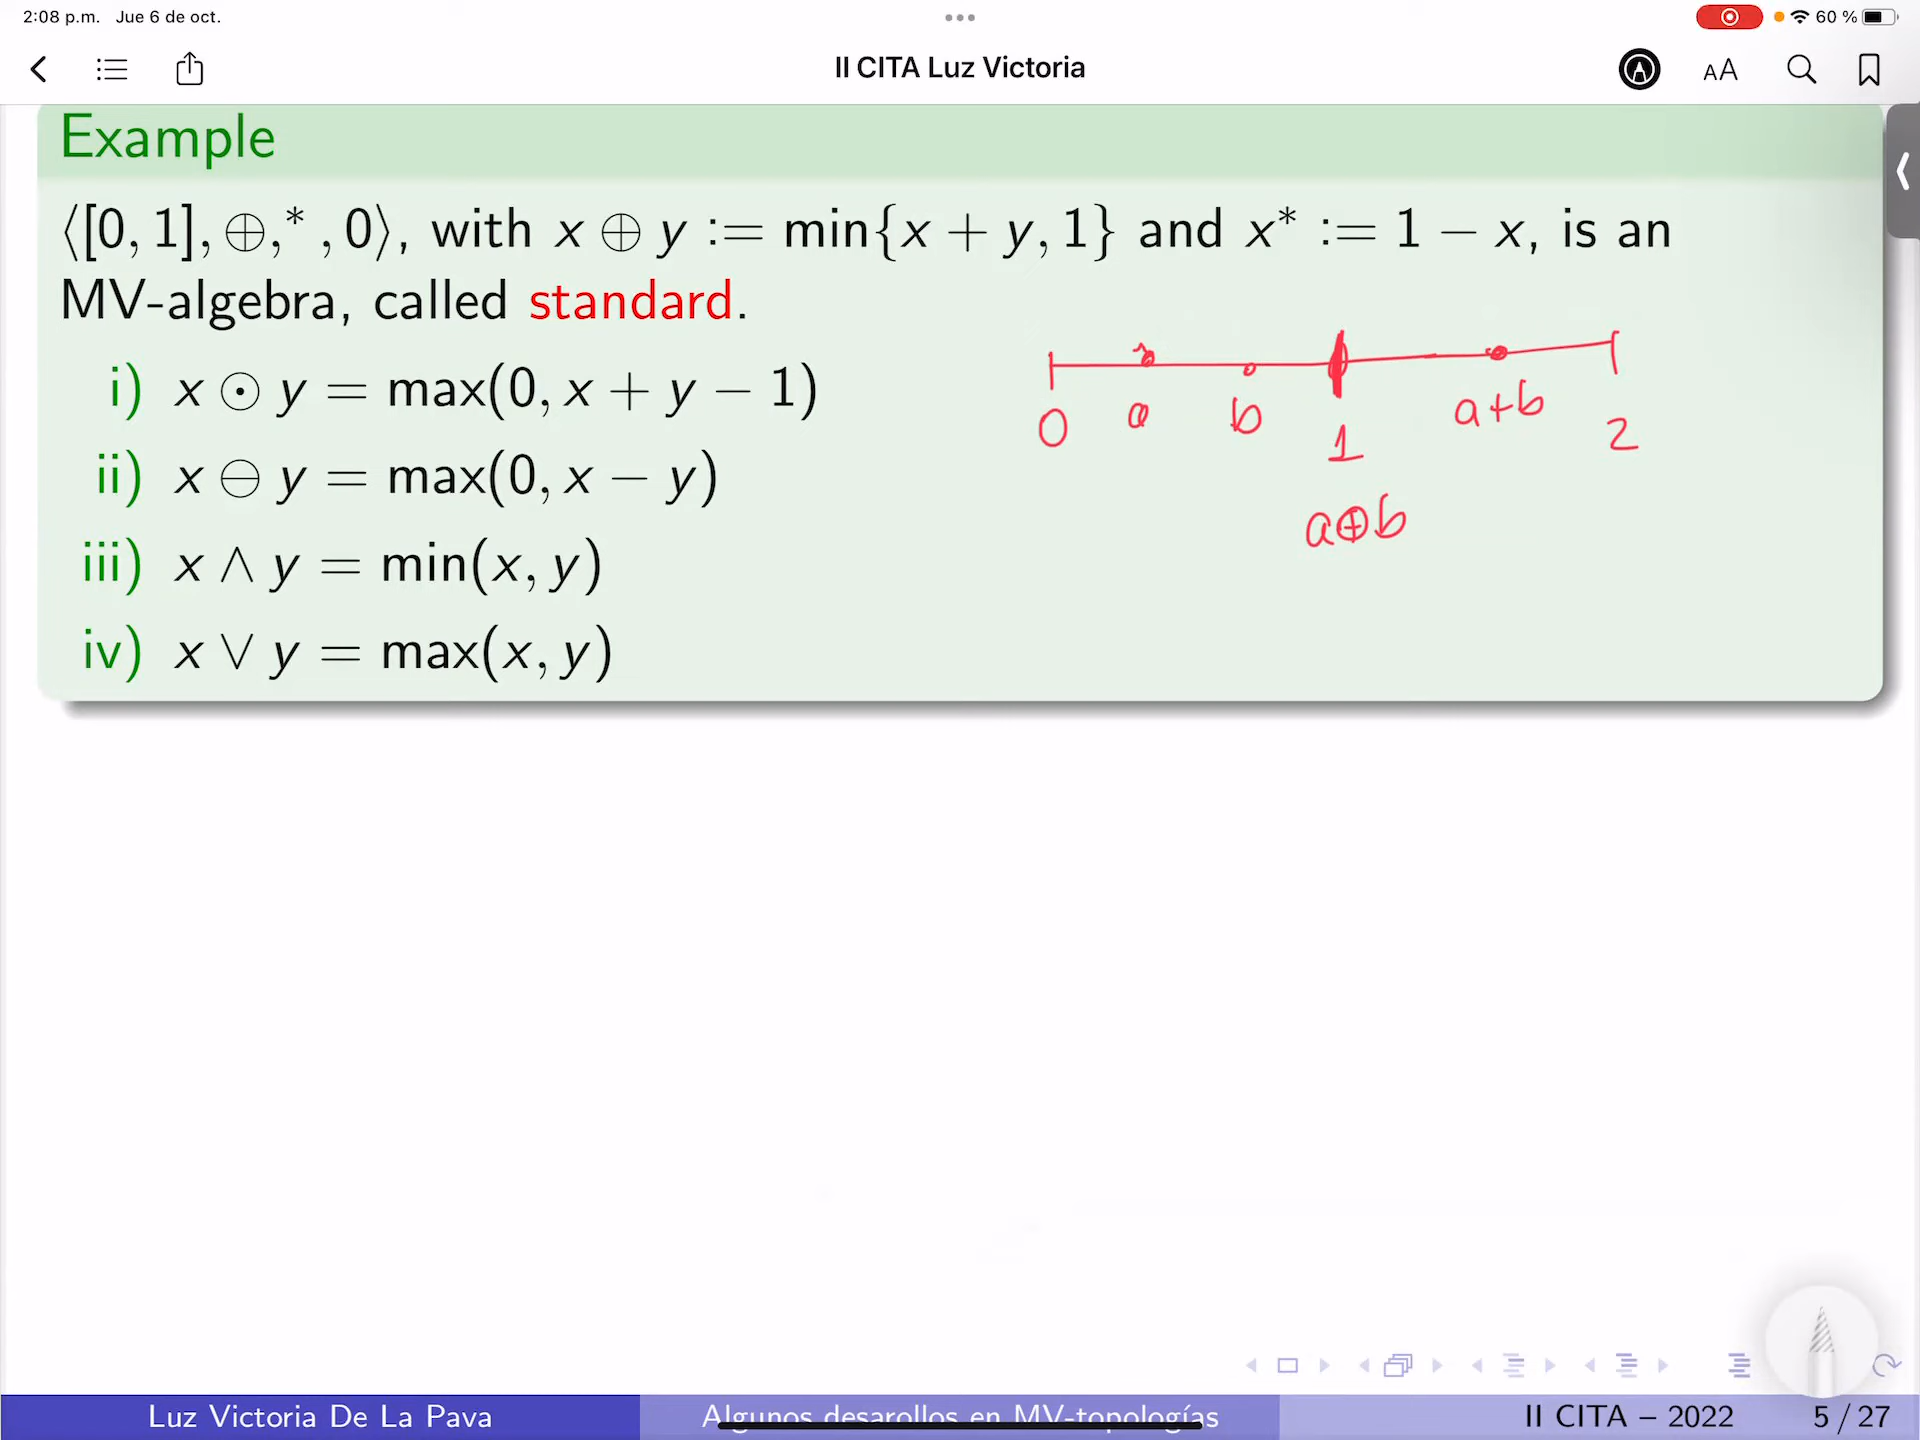 2:08 p.m. Jue 6 de oct.
60 %
II CITA Luz Victoria
AA
Example
⟨[0, 1], ⊕,* , 0⟩, with x ⊕ y := min{x + y, 1} and x* := 1 − x, is an
MV-algebra, called standard.
i) x ⊙ y = max(0, x + y − 1)
ii) x ⊖ y = max(0, x − y)
iii) x ∧ y = min(x, y)
iv) x ∨ y = max(x, y)
0 a b 1 a+b 2
a⊕b
Luz Victoria De La Pava
Algunos desarollos en MV-topologías
II CITA – 2022
5 / 27